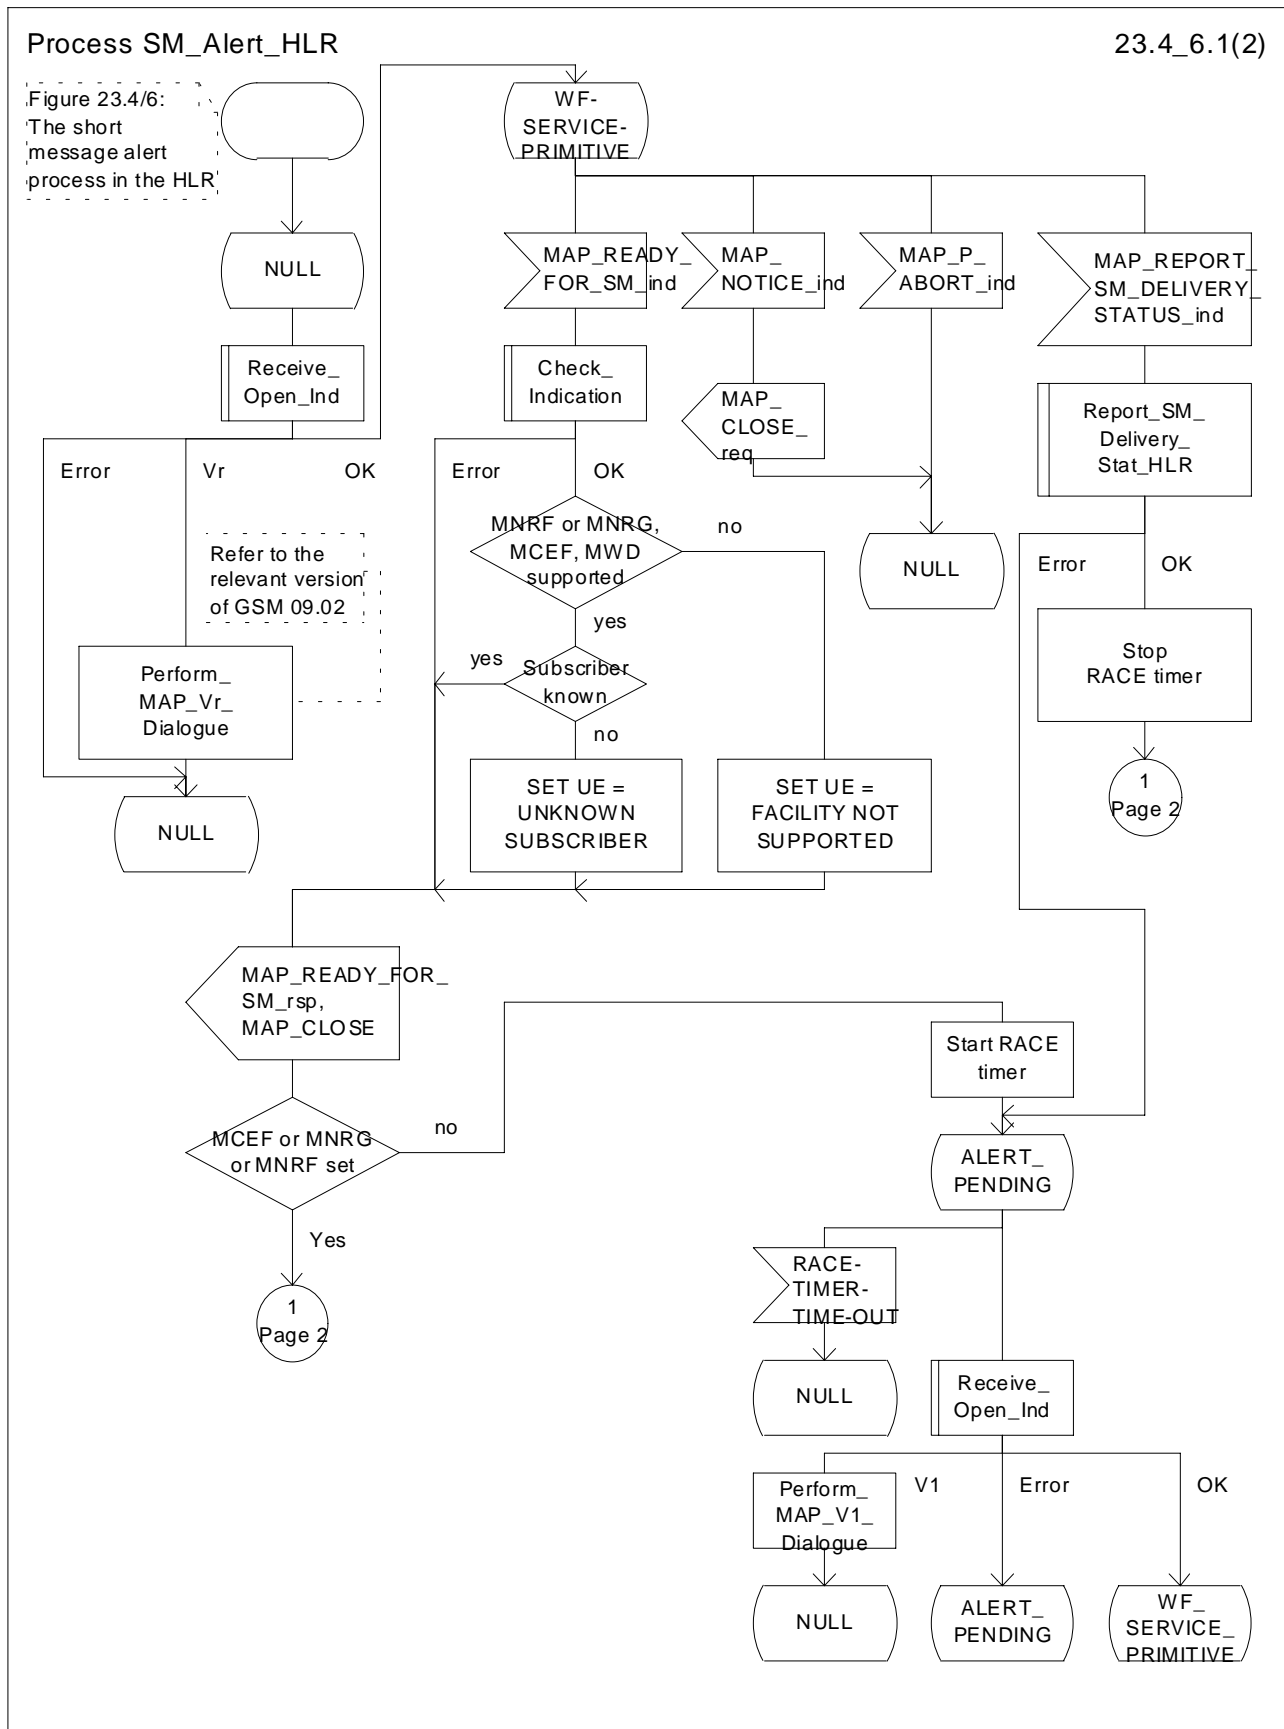 Process SM_Alert_HLR
23.4_6.1(2)
Figure 23.4/6:
The short
message alert
process in the HLR
WF-
SERVICE-
PRIMITIVE
NULL
MAP_READY_
FOR_SM_ind
MAP_
NOTICE_ind
MAP_P_
ABORT_ind
MAP_REPORT_
SM_DELIVERY_
STATUS_ind
Receive_
Open_Ind
Check_
Indication
MAP_
CLOSE_
req
Report_SM_
Delivery_
Stat_HLR
Error
Vr
OK
Error
OK
MNRF or MNRG,
MCEF, MWD
supported
no
Refer to the
relevant version
of GSM 09.02
NULL
Error
OK
yes
Perform_
MAP_Vr_
Dialogue
yes
Subscriber
known
no
Stop
RACE timer
NULL
SET UE =
UNKNOWN
SUBSCRIBER
SET UE =
FACILITY NOT
SUPPORTED
1
Page 2
MAP_READY_FOR_
SM_rsp,
MAP_CLOSE
Start RACE
timer
MCEF or MNRG
or MNRF set
no
ALERT_
PENDING
Yes
RACE-
TIMER-
TIME-OUT
1
Page 2
NULL
Receive_
Open_Ind
Perform_
MAP_V1_
Dialogue
V1
Error
OK
NULL
ALERT_
PENDING
WF_
SERVICE_
PRIMITIVE